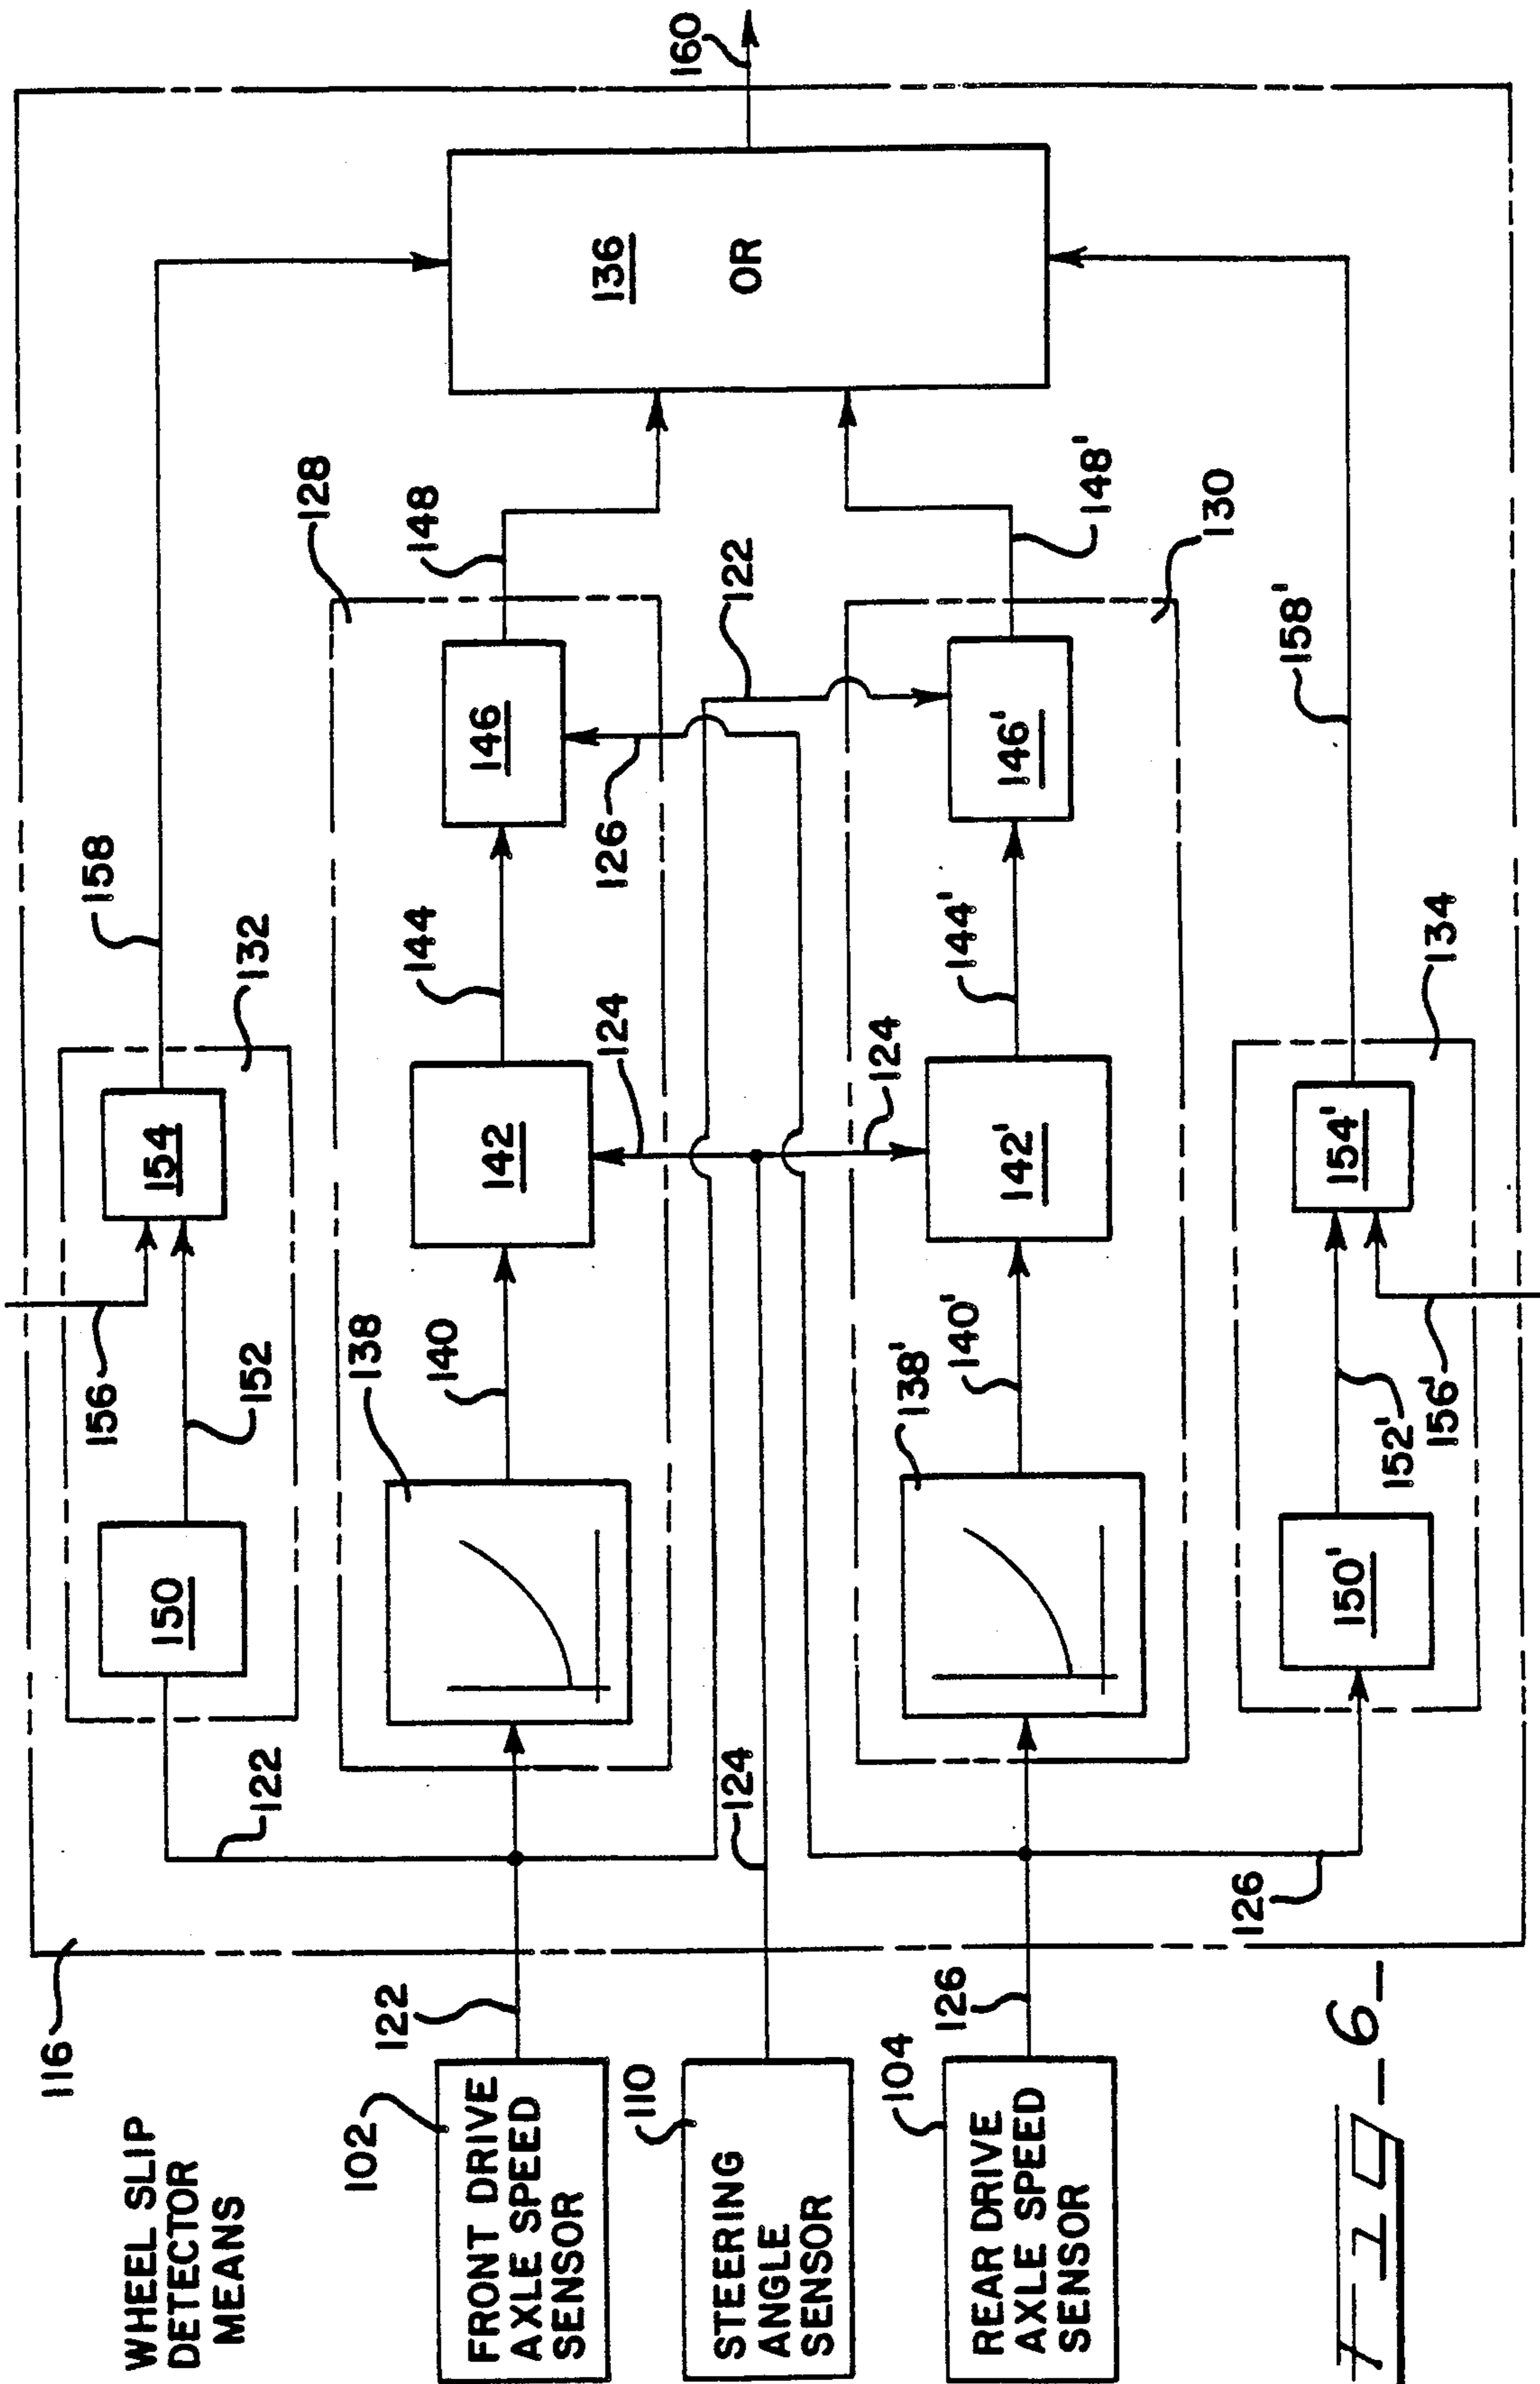 WHEEL SLIP
DETECTOR
MEANS
116
102
FRONT DRIVE
AXLE SPEED
SENSOR
122
110
STEERING
ANGLE
SENSOR
124
104
REAR DRIVE
AXLE SPEED
SENSOR
126
122
150
152
156
154
132
158
138
140
142
144
146
148
128
124
124
126
122
138'
140'
142'
144'
146'
148'
130
126
150'
152'
156'
154'
134
158'
136
OR
160
FIG-6-